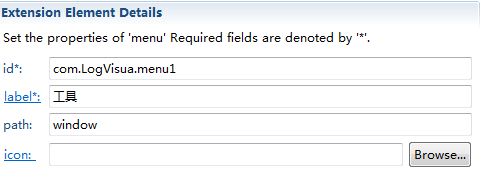 Extension Element Details
Set the properties of 'menu' Required fields are denoted by '*'.
id*: com.LogVisua.menu1
label*: 工具
path: window
icon: Browse...